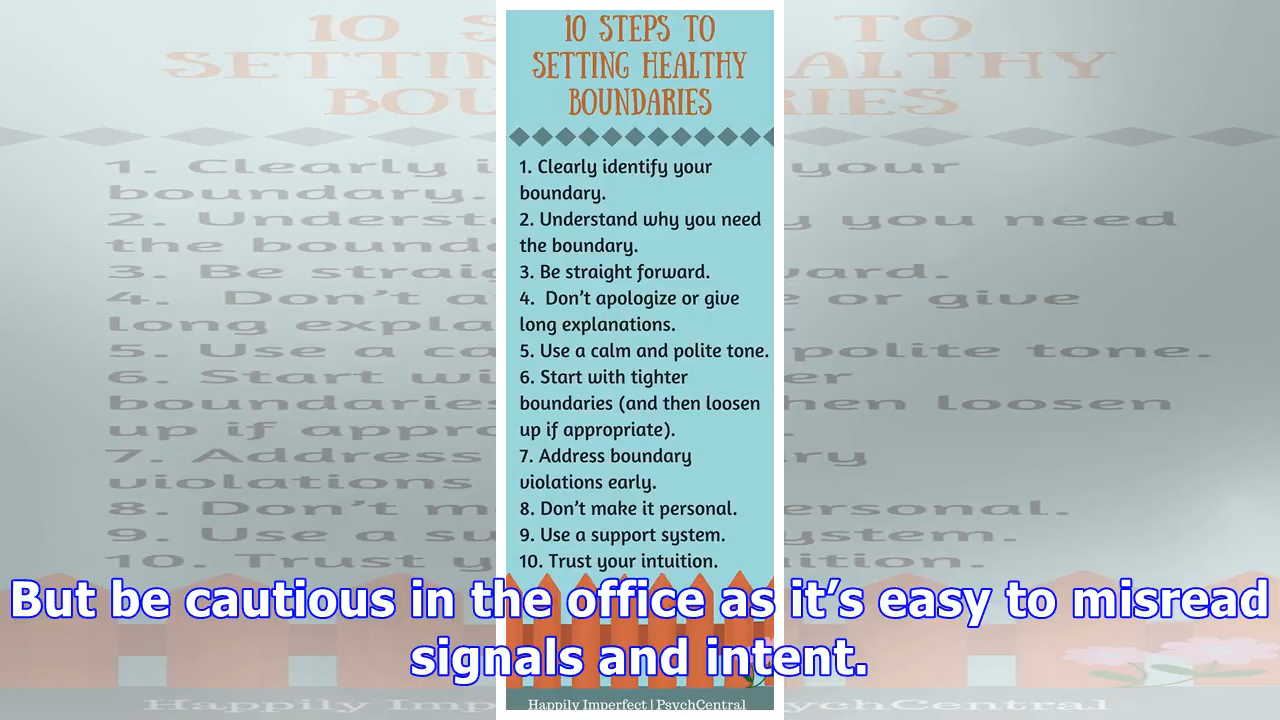 10 STEPS TO
SETTING HEALTHY
BOUNDARIES
1. Clearly identify your
boundary.
2. Understand why you need
the boundary.
3. Be straight forward.
4.  Don't apologize or give
long explanations.
5. Use a calm and polite tone.
6. Start with tighter
boundaries (and then loosen
up if appropriate).
7. Address boundary
violations early.
8. Don't make it personal.
9. Use a support system.
10. Trust your intuition.
But be cautious in the office as it’s easy to misread
signals and intent.
Happily Imperfect | PsychCentral